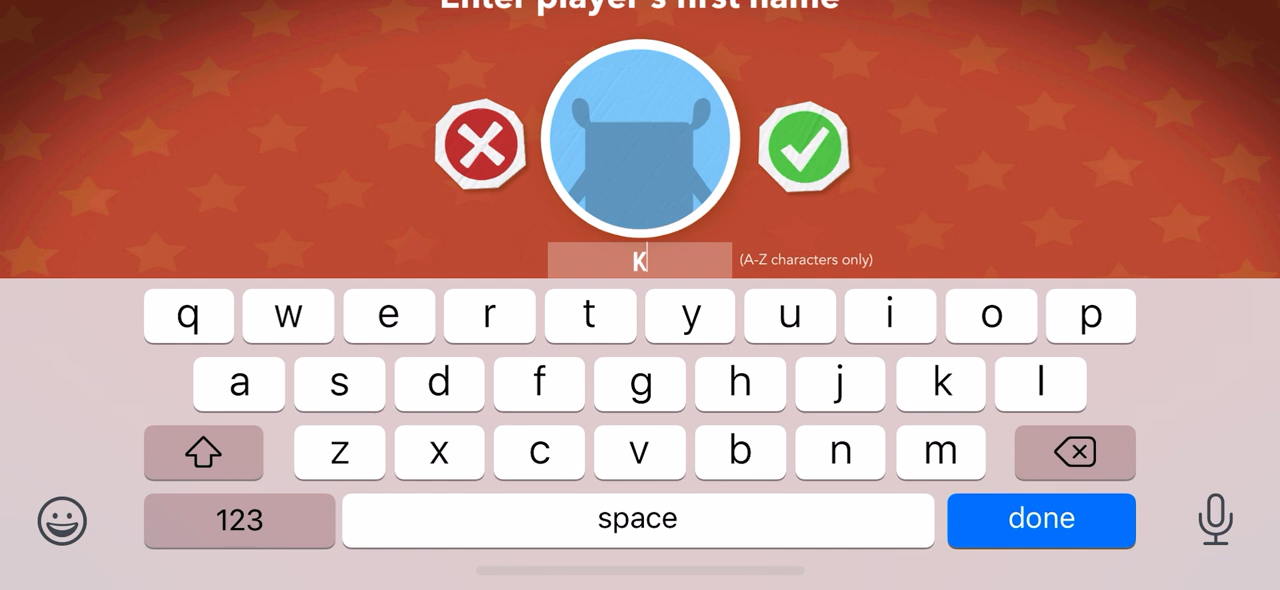 Enter player's first name
K
(A-Z characters only)
q w e r t y u i o p
a s d f g h j k l
z x c v b n m
123 space done